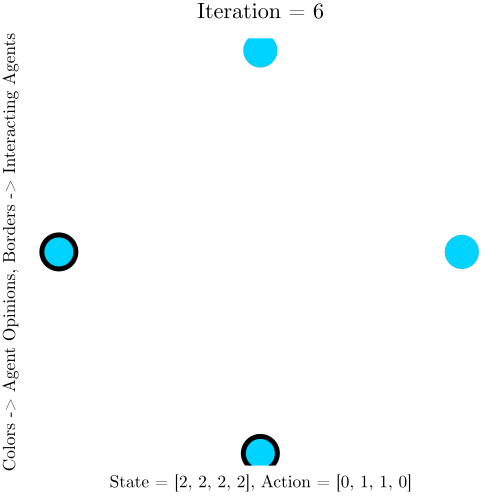 Iteration = 6
Colors -> Agent Opinions, Borders -> Interacting Agents
State = [2, 2, 2, 2], Action = [0, 1, 1, 0]